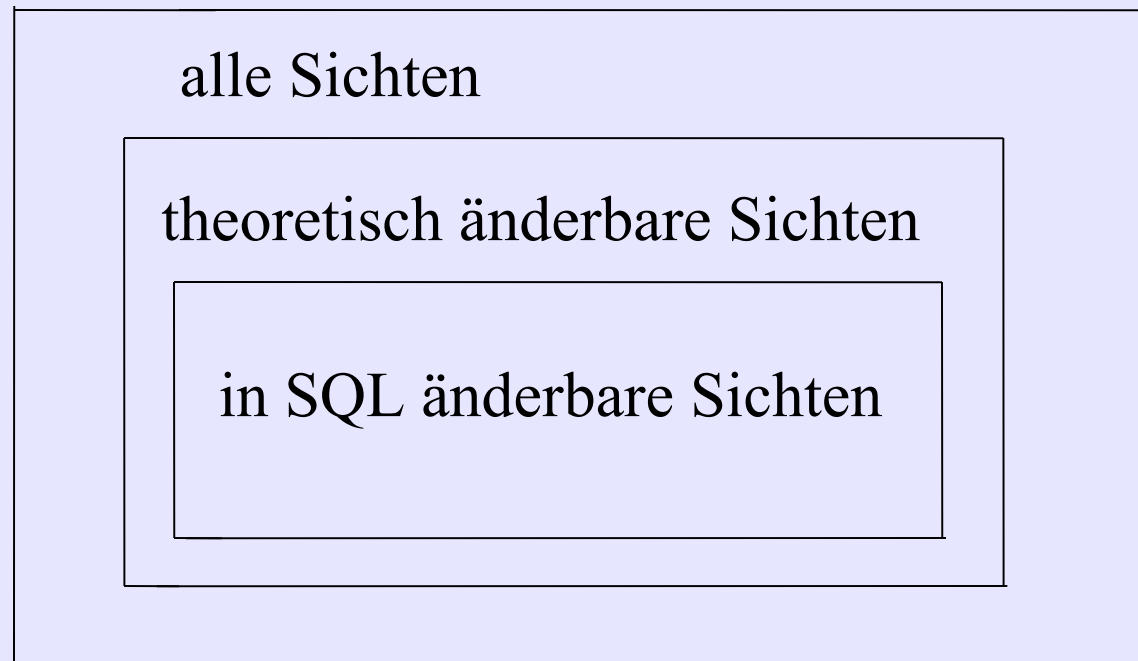 alle Sichten
theoretisch änderbare Sichten
in SQL änderbare Sichten